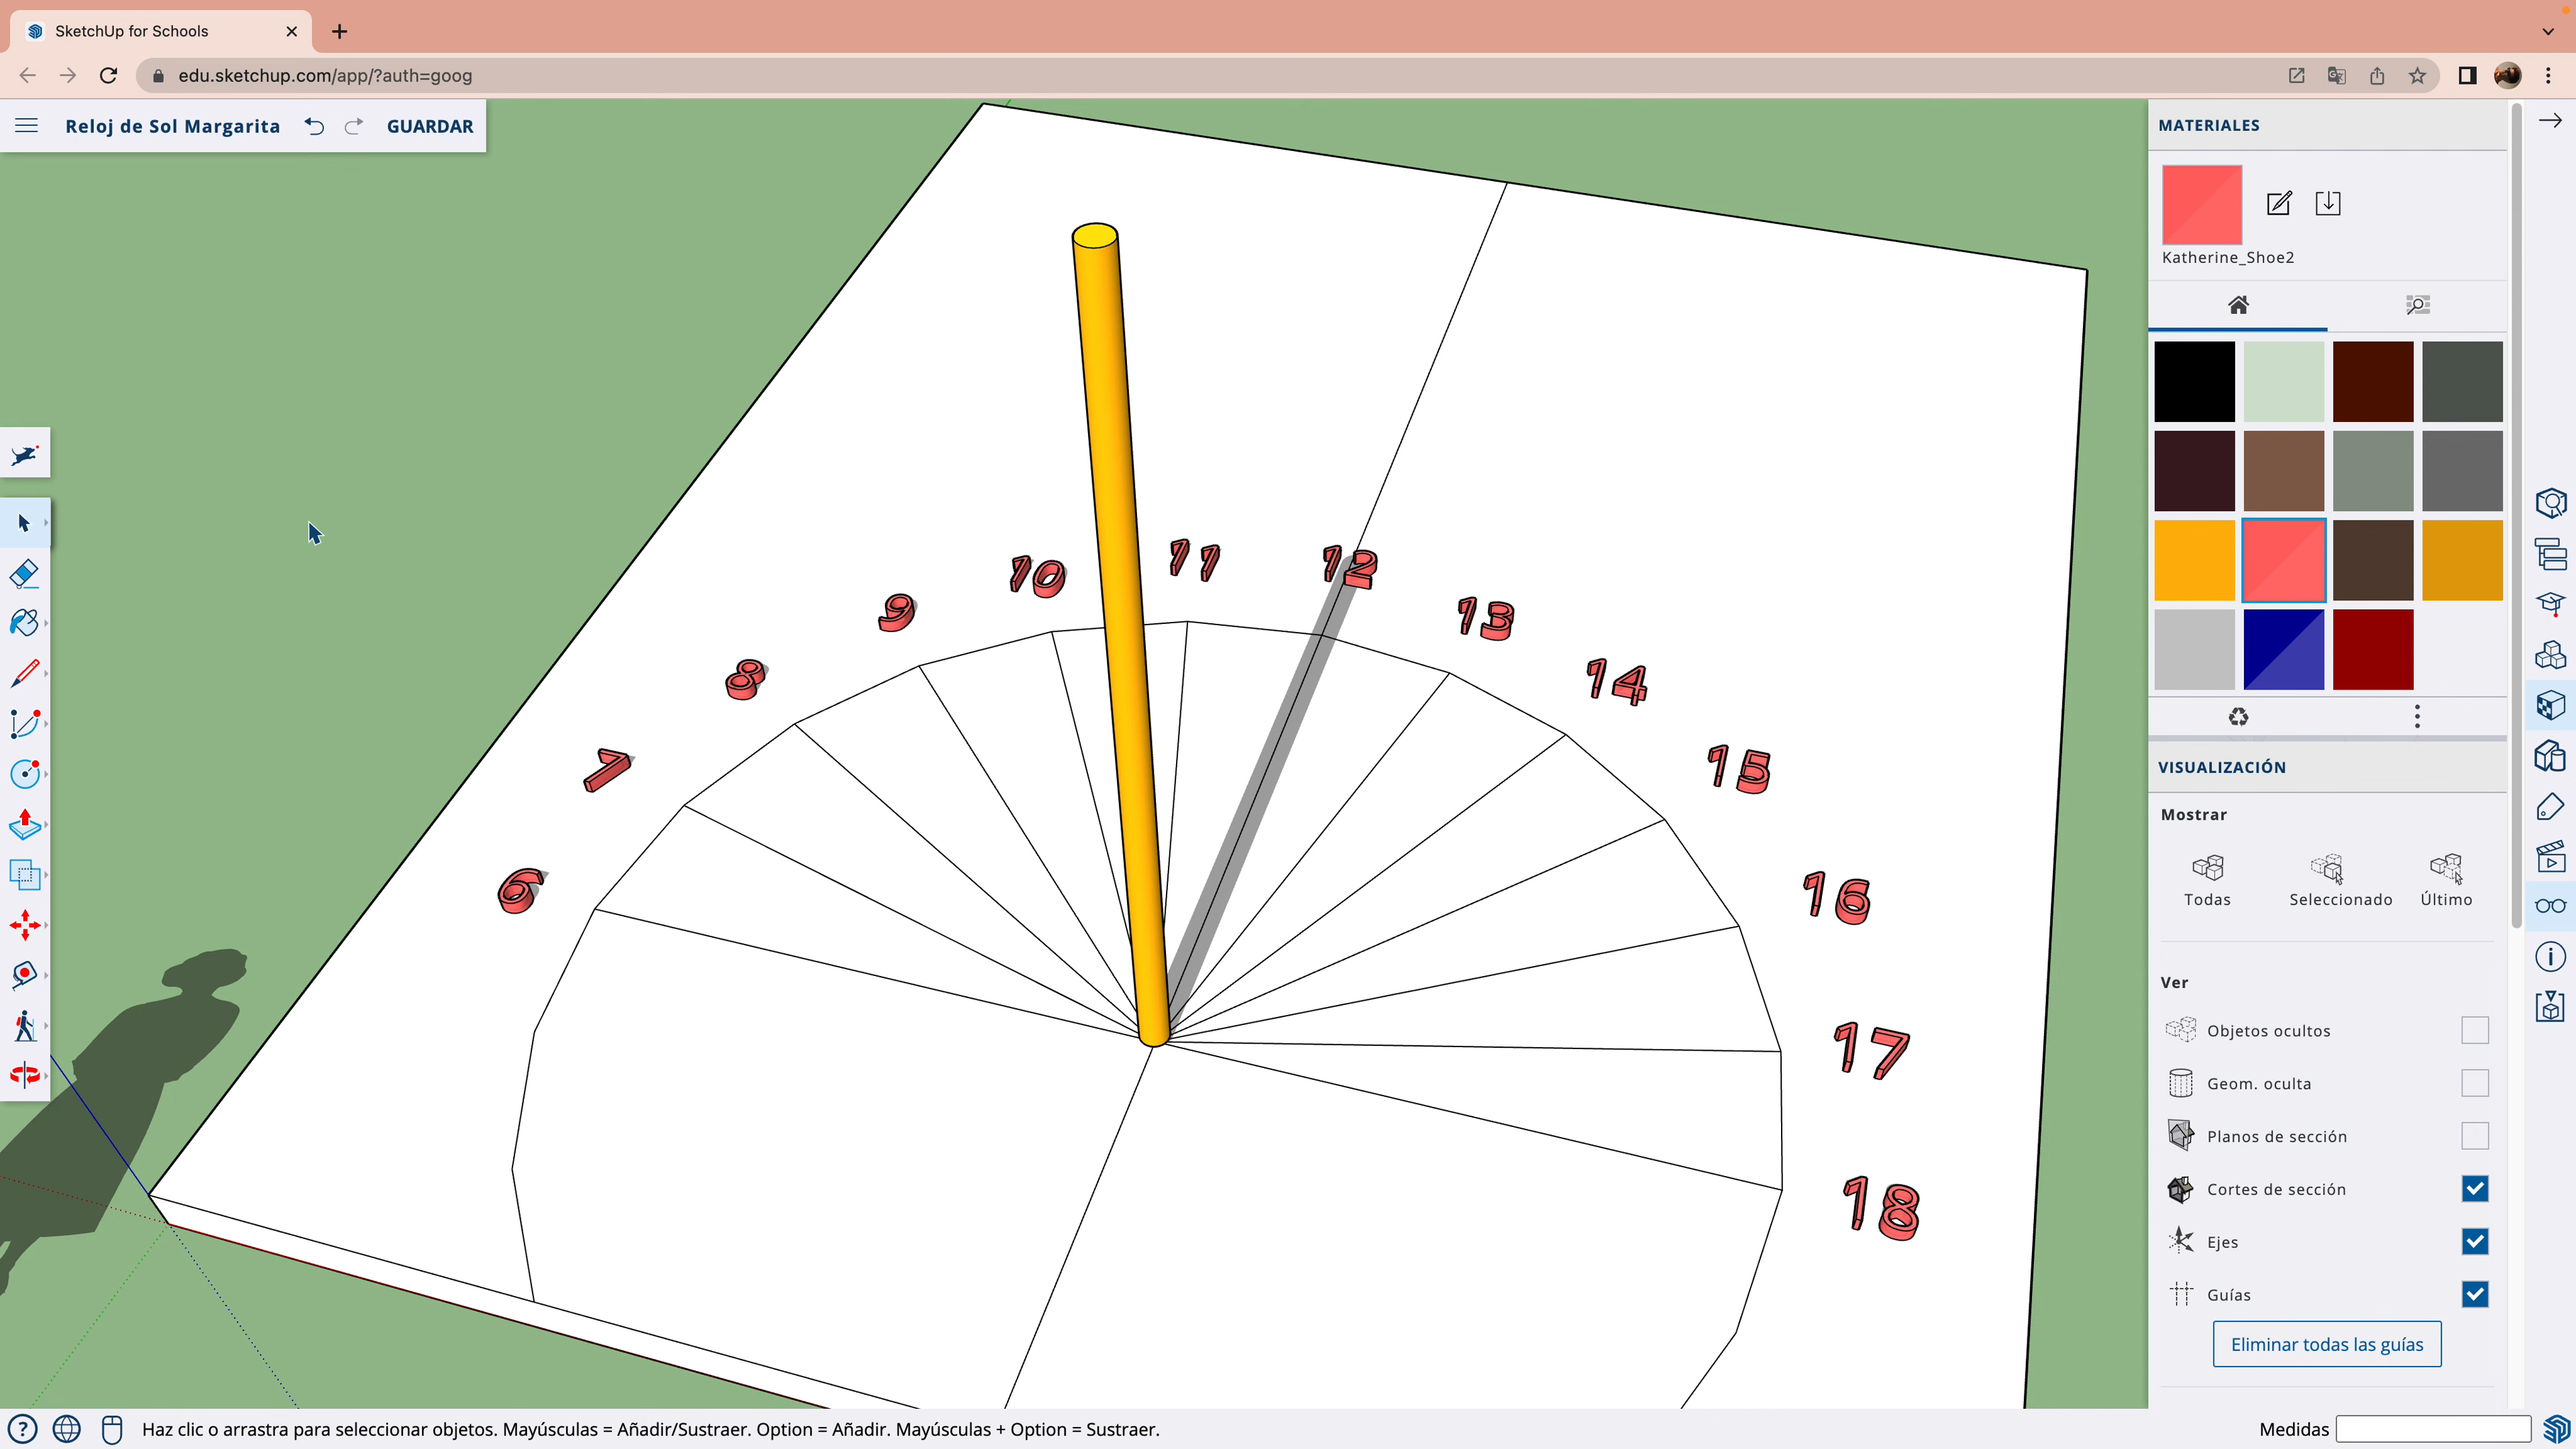 SketchUp for Schools
edu.sketchup.com/app/?auth=goog
Reloj de Sol Margarita
GUARDAR
MATERIALES
Katherine_Shoe2
6
7
8
9
10
11
12
13
14
15
16
17
18
VISUALIZACIÓN
Mostrar
Todas
Seleccionado
Último
Ver
Objetos ocultos
Geom. oculta
Planos de sección
Cortes de sección
Ejes
Guías
Eliminar todas las guías
Haz clic o arrastra para seleccionar objetos. Mayúsculas = Añadir/Sustraer. Option = Añadir. Mayúsculas + Option = Sustraer.
Medidas